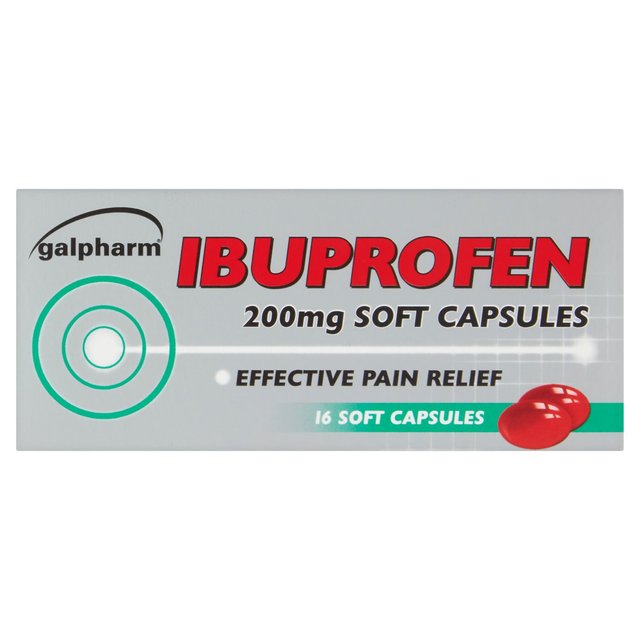 galpharm®
IBUPROFEN
200mg SOFT CAPSULES
EFFECTIVE PAIN RELIEF
16 SOFT CAPSULES